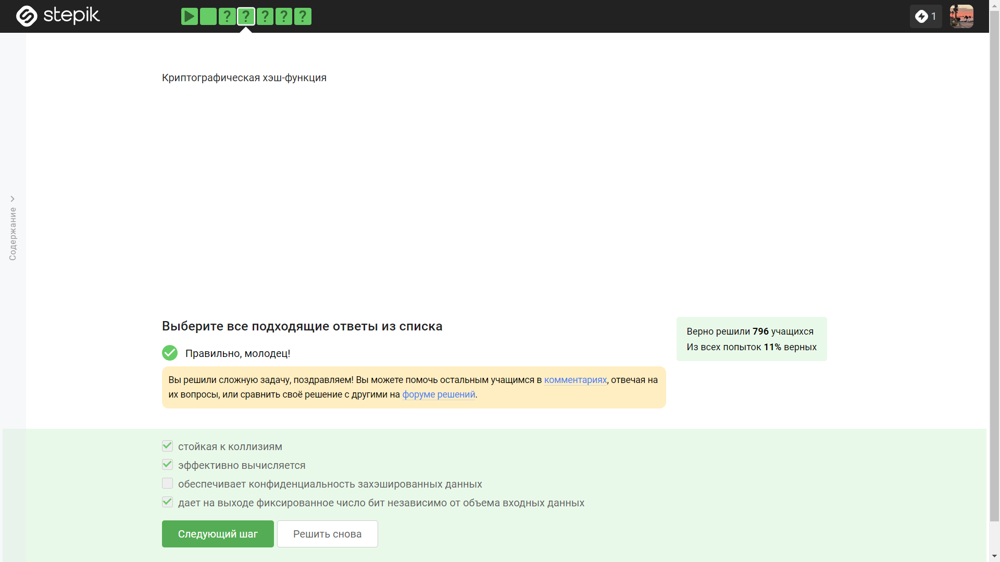 stepik
? ? ? ? ?
1
Содержание
Криптографическая хэш-функция
Выберите все подходящие ответы из списка
Верно решили 796 учащихся
Из всех попыток 11% верных
Правильно, молодец!
Вы решили сложную задачу, поздравляем! Вы можете помочь остальным учащимся в комментариях, отвечая на
их вопросы, или сравнить своё решение с другими на форуме решений.
стойкая к коллизиям
эффективно вычисляется
обеспечивает конфиденциальность захэшированных данных
дает на выходе фиксированное число бит независимо от объема входных данных
Следующий шаг
Решить снова